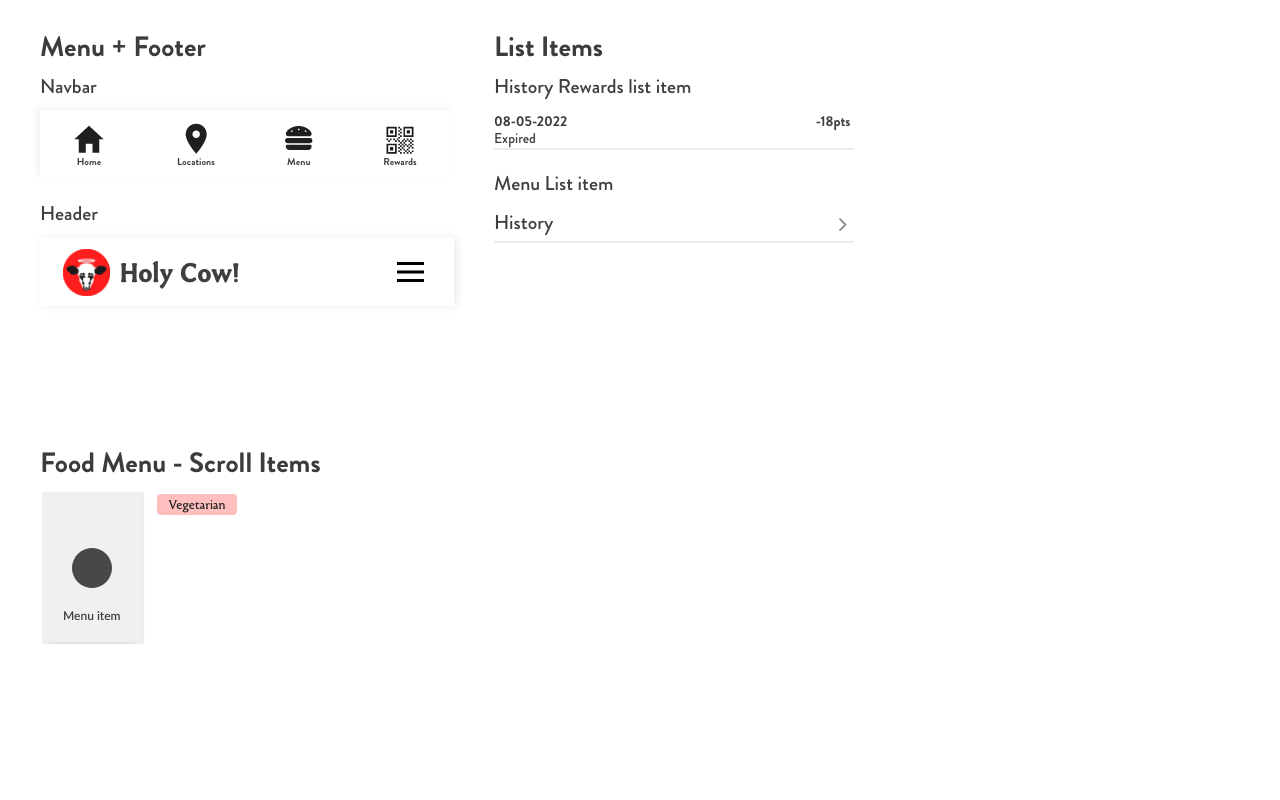 Menu + Footer
Navbar
Home
Locations
Menu
Rewards
Header
Holy Cow!
List Items
History Rewards list item
08-05-2022
-18pts
Expired
Menu List item
History
Food Menu - Scroll Items
Menu item
Vegetarian